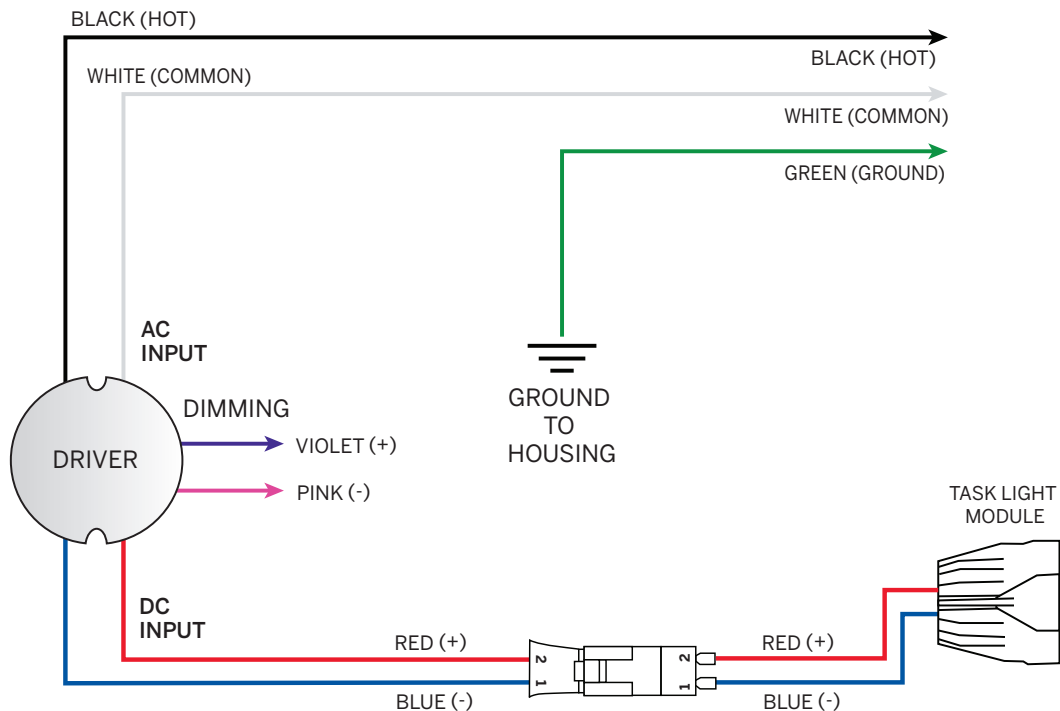 BLACK (HOT)
BLACK (HOT)
WHITE (COMMON)
WHITE (COMMON)
GREEN (GROUND)
AC
INPUT
DIMMING
VIOLET (+)
PINK (-)
DRIVER
GROUND
TO
HOUSING
TASK LIGHT
MODULE
DC
INPUT
RED (+)
RED (+)
2
1
2
1
BLUE (-)
BLUE (-)